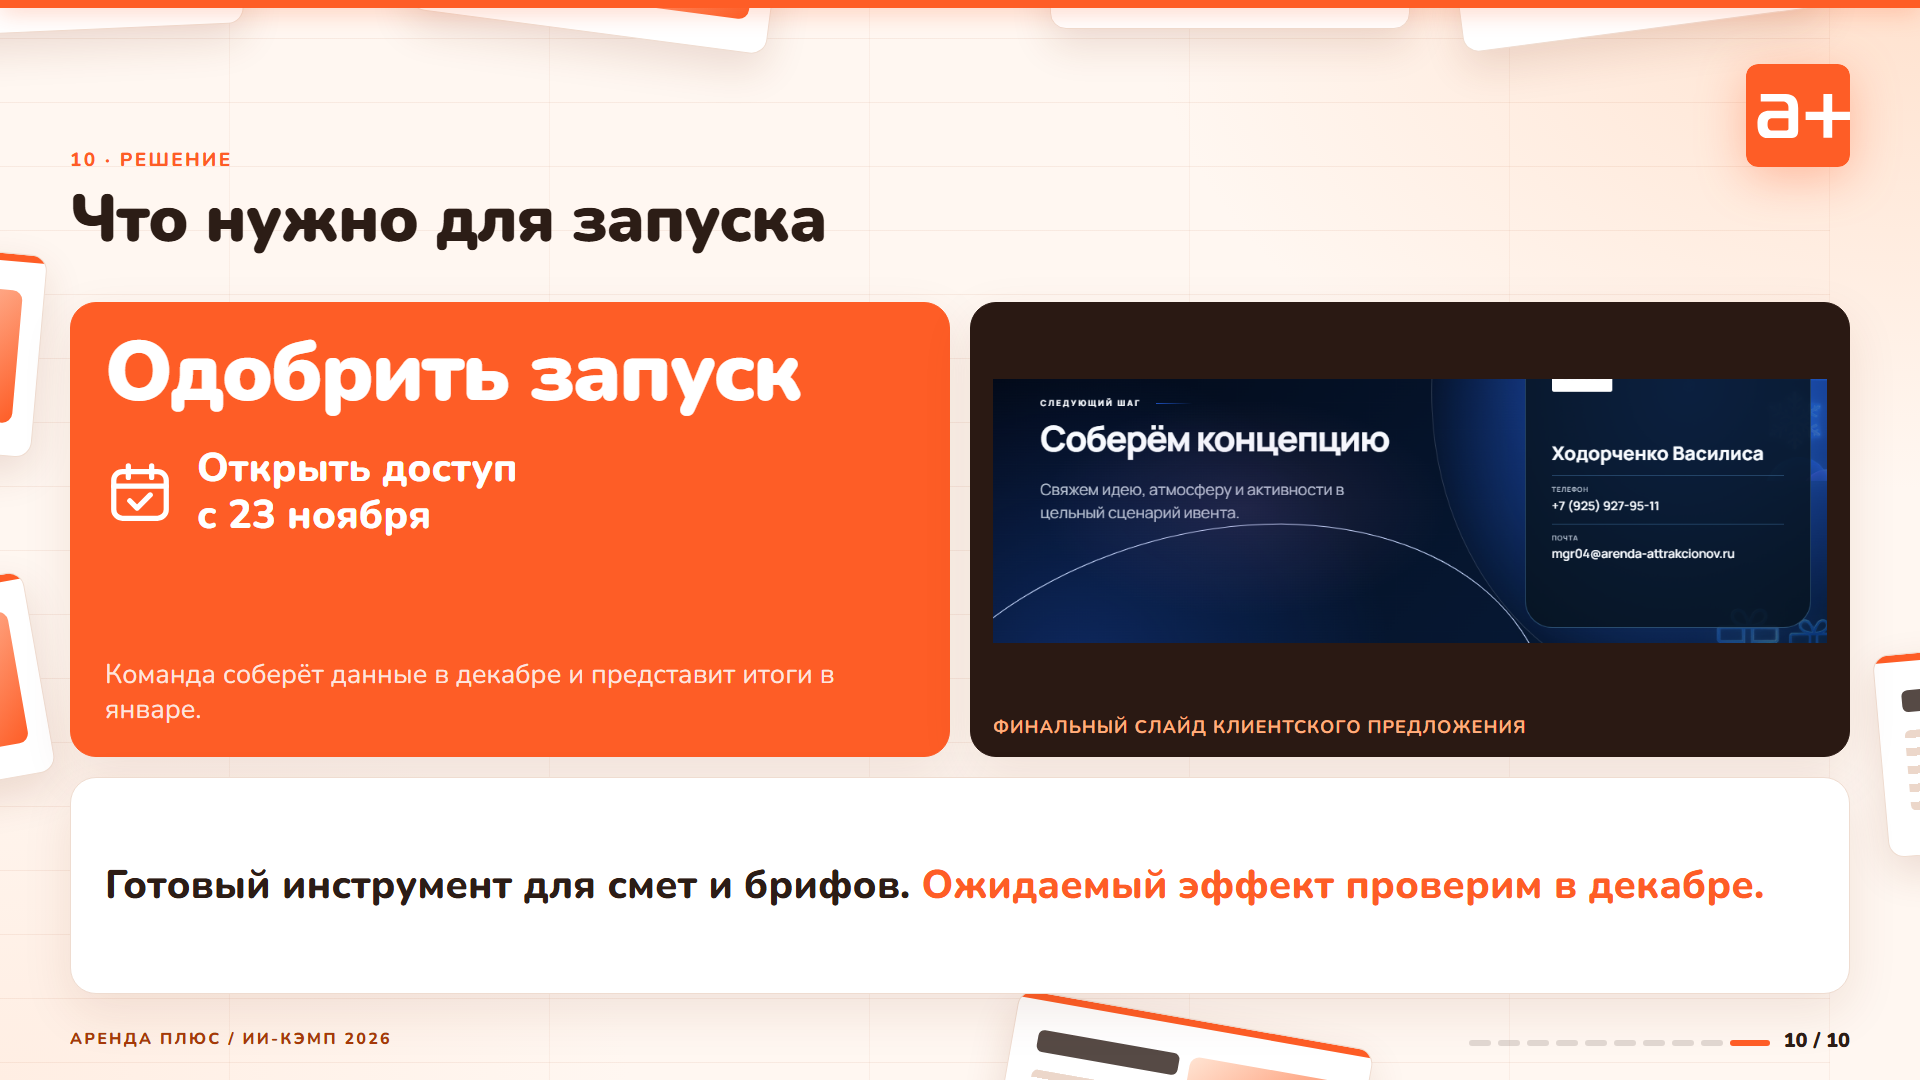 a+
10 · РЕШЕНИЕ
Что нужно для запуска
Одобрить запуск
Открыть доступ
с 23 ноября
Команда соберёт данные в декабре и представит итоги в
январе.
СЛЕДУЮЩИЙ ШАГ
Соберём концепцию
Свяжем идею, атмосферу и активности в
цельный сценарий ивента.
Ходорченко Василиса
ТЕЛЕФОН
+7 (925) 927-95-11
ПОЧТА
mgr04@arenda-attrakcionov.ru
ФИНАЛЬНЫЙ СЛАЙД КЛИЕНТСКОГО ПРЕДЛОЖЕНИЯ
Готовый инструмент для смет и брифов. Ожидаемый эффект проверим в декабре.
АРЕНДА ПЛЮС / ИИ-КЭМП 2026
10 / 10